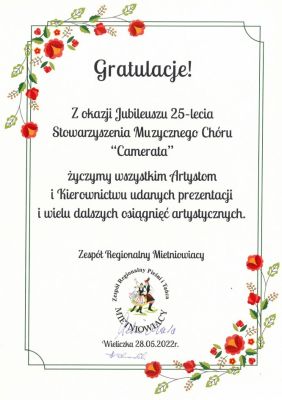 Gratulacje!
Z okazji Jubileuszu 25-lecia
Stowarzyszenia Muzycznego Chóru
“Camerata”
życzymy wszystkim Artystom
i Kierownictwu udanych prezentacji
i wielu dalszych osiągnięć artystycznych.
Zespół Regionalny Mietniowiacy
Zespół Regionalny Pieśni i Tańca
MIETNIOWIACY
Wieliczka 28.05.2022r.